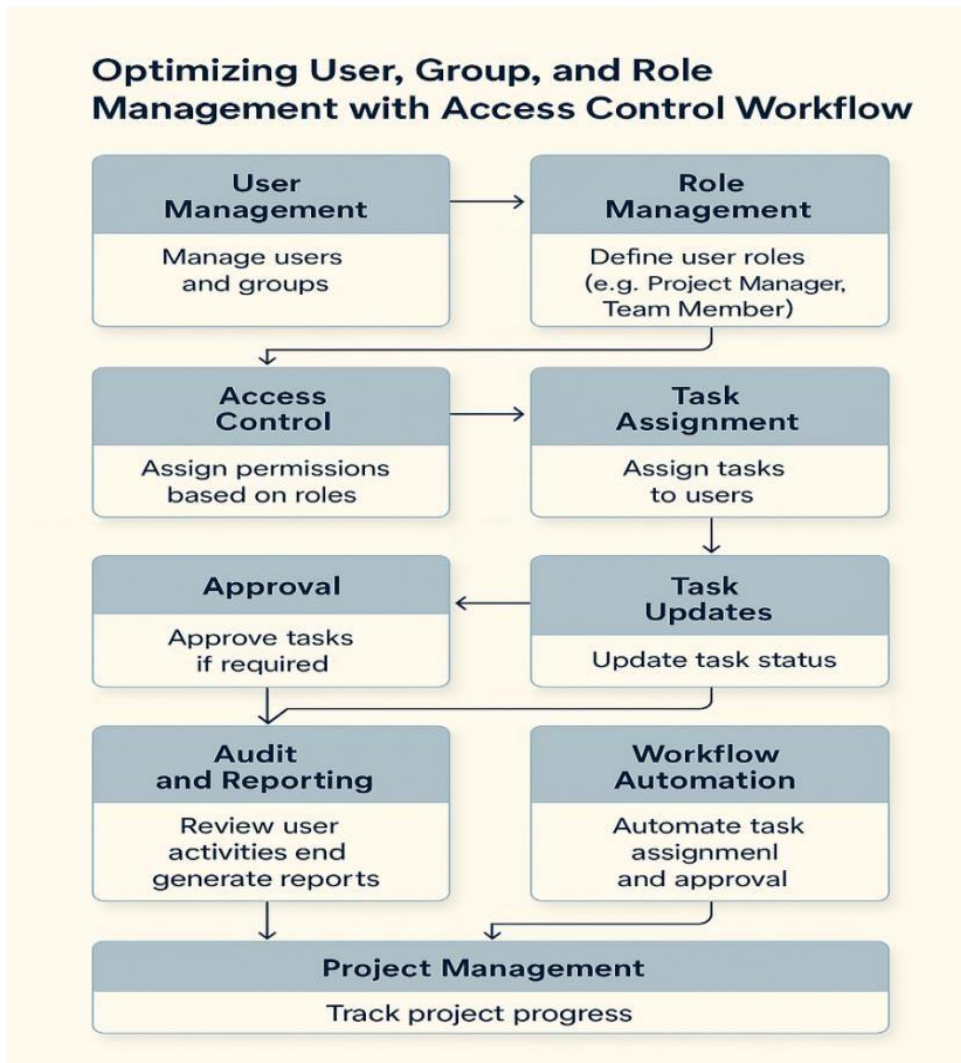 Optimizing User, Group, and Role
Management with Access Control Workflow
User
Management
Manage users
and groups
Role
Management
Define user roles
(e.g. Project Manager,
Team Member)
Access
Control
Assign permissions
based on roles
Task
Assignment
Assign tasks
to users
Approval
Approve tasks
if required
Task
Updates
Update task status
Audit
and Reporting
Review user
activities end
generate reports
Workflow
Automation
Automate task
assignmenl
and approval
Project Management
Track project progress